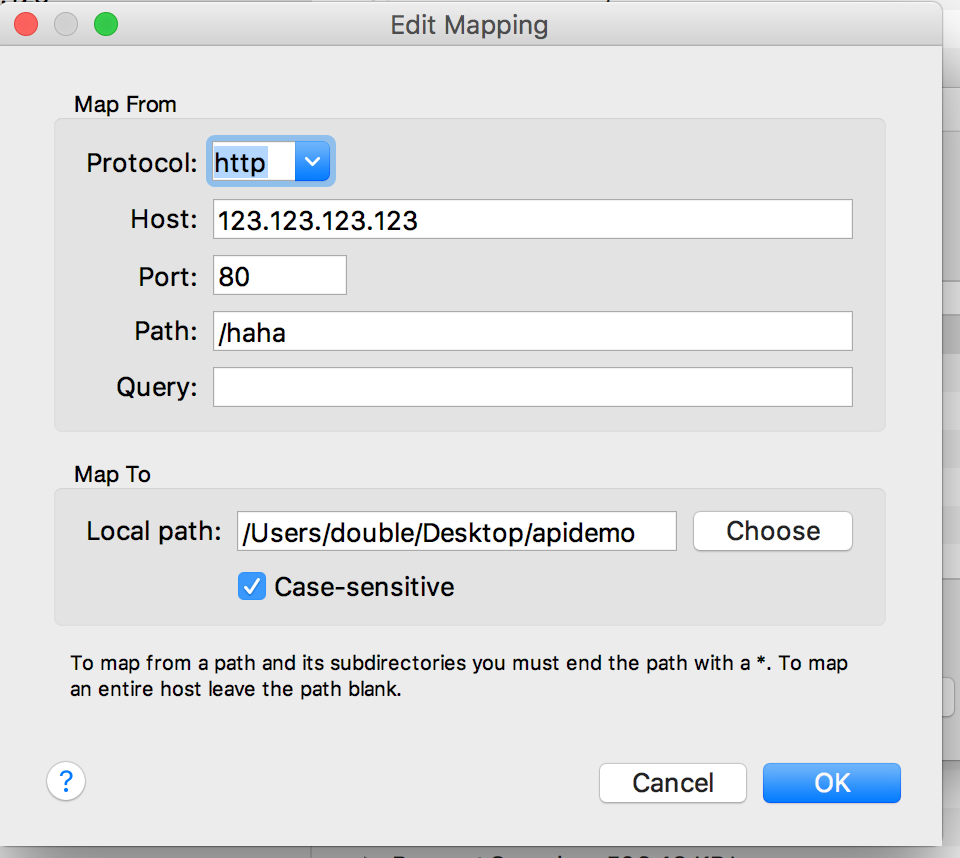 Edit Mapping
Map From
Protocol: http
Host: 123.123.123.123
Port: 80
Path: /haha
Query:
Map To
Local path: /Users/double/Desktop/apidemo Choose
Case-sensitive
To map from a path and its subdirectories you must end the path with a *. To map
an entire host leave the path blank.
? Cancel OK